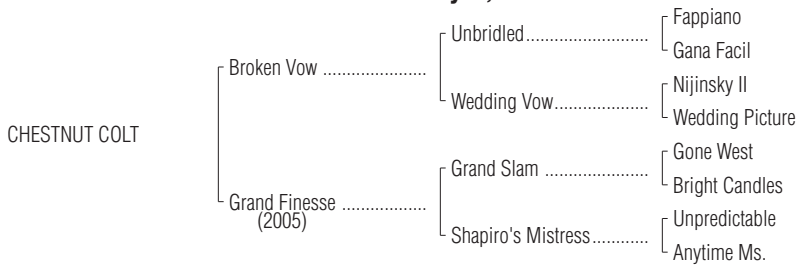 Fappiano
Unbridled........................
Gana Facil
Broken Vow ......................
Nijinsky II
Wedding Vow...................
Wedding Picture
CHESTNUT COLT
Gone West
Grand Slam .....................
Bright Candles
Grand Finesse ..................
(2005)
Unpredictable
Shapiro's Mistress............
Anytime Ms.